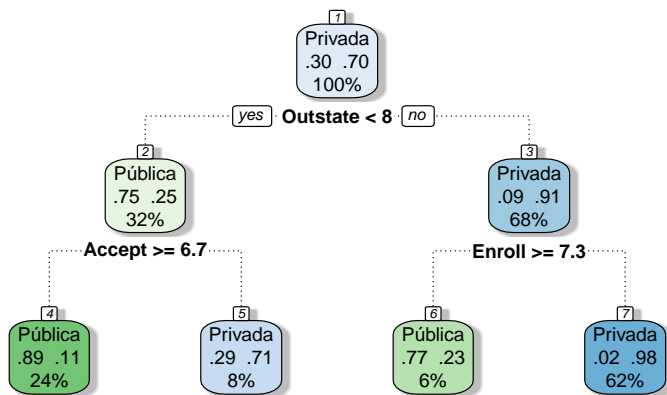 1
Privada
.30 .70
100%
yes Outstate < 8 no
2
Pública
.75 .25
32%
3
Privada
.09 .91
68%
Accept >= 6.7
Enroll >= 7.3
4
Pública
.89 .11
24%
5
Privada
.29 .71
8%
6
Pública
.77 .23
6%
7
Privada
.02 .98
62%